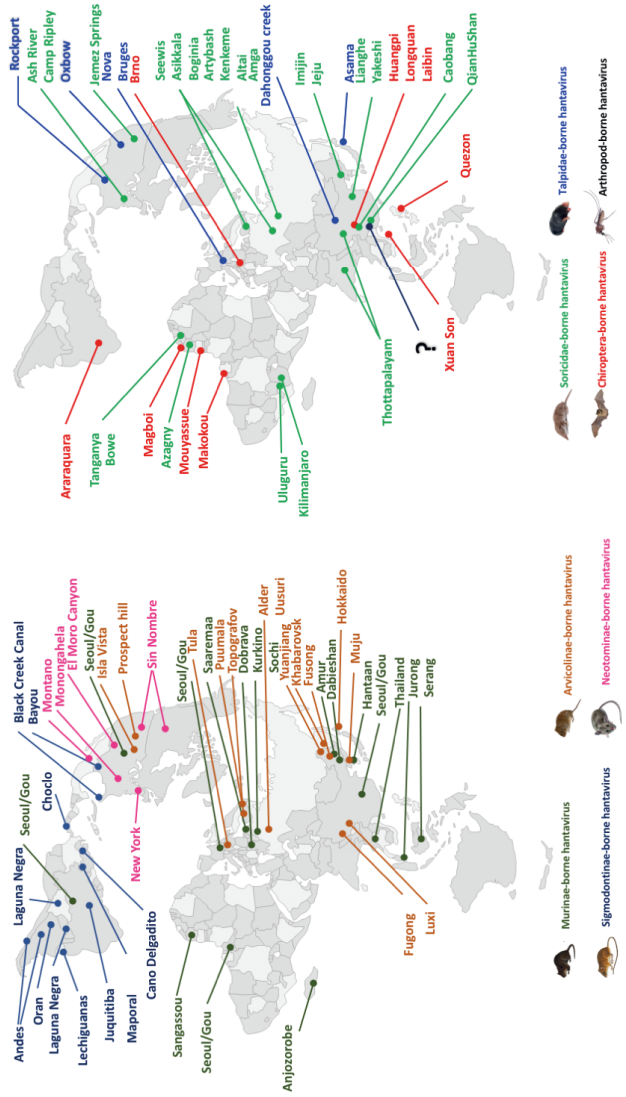 Andes
Oran
Laguna Negra
Lechiguanas
Juquitiba
Maporal
Cano Delgadito
Laguna Negra
Seoul/Gou
Choclo
Black Creek Canal
Bayou
Montano
Monongahela
El Moro Canyon
Seoul/Gou
Isla Vista
Prospect hill
Sin Nombre
New York
Seoul/Gou
Tula
Saaremaa
Puumala
Topografov
Dobrava
Kurkino
Alder
Sochi
Uusuri
Yuanjiang
Khabarovsk
Fusong
Amur
Dabieshan
Hokkaido
Muju
Hantaan
Seoul/Gou
Thailand
Jurong
Serang
Sangassou
Seoul/Gou
Anjozorobe
Fugong
Luxi
Murinae-borne hantavirus
Arvicolinae-borne hantavirus
Sigmodontinae-borne hantavirus
Neotominae-borne hantavirus
Araraquara
Rockport
Ash River
Camp Ripley
Oxbow
Jemez Springs
Nova
Bruges
Brno
Seewis
Asikkala
Boginia
Artybash
Kenkeme
Altai
Amga
Dahonggou creek
Imijin
Jeju
Asama
Lianghe
Yakeshi
Huangpi
Longquan
Laibin
Caobang
QianHuShan
Tanganya
Bowe
Magboi
Azagny
Mouyassue
Makokou
Uluguru
Kilimanjaro
Thottapalayam
?
Xuan Son
Quezon
Soricidae-borne hantavirus
Talpidae-borne hantavirus
Chiroptera-borne hantavrus
Arthropod-borne hantavirus